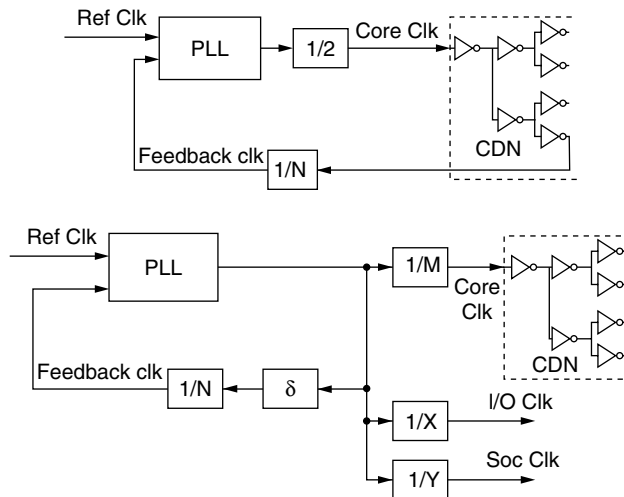 Ref Clk
PLL
1/2
Core Clk
CDN
Feedback clk
1/N
Ref Clk
PLL
1/M
Core
Clk
CDN
Feedback clk
1/N
δ
1/X
I/O Clk
1/Y
Soc Clk